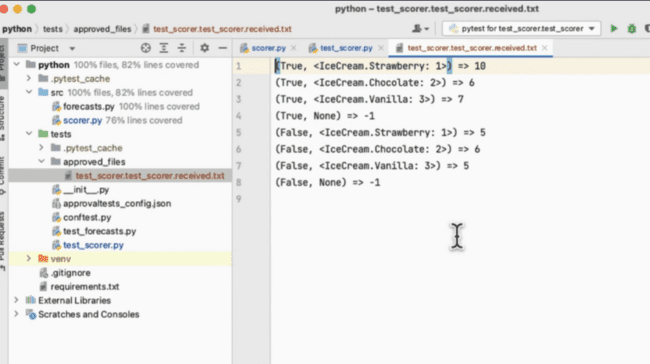 python – test_scorer.test_scorer.received.txt
python › tests › approved_files › test_scorer.test_scorer.received.txt
pytest for test_scorer.test_scorer
Project
scorer.py
test_scorer.py
test_scorer.test_scorer.received.txt
python 100% files, 82% lines covered
.pytest_cache
src 100% files, 82% lines covered
forecasts.py 100% lines covered
scorer.py 76% lines covered
tests
.pytest_cache
approved_files
test_scorer.test_scorer.received.txt
__init__.py
approvaltests_config.json
conftest.py
test_forecasts.py
test_scorer.py
venv
.gitignore
requirements.txt
External Libraries
Scratches and Consoles
Project
Structure
Commit
Pull Requests
1 (True, <IceCream.Strawberry: 1>) => 10
2 (True, <IceCream.Chocolate: 2>) => 6
3 (True, <IceCream.Vanilla: 3>) => 7
4 (True, None) => -1
5 (False, <IceCream.Strawberry: 1>) => 5
6 (False, <IceCream.Chocolate: 2>) => 6
7 (False, <IceCream.Vanilla: 3>) => 5
8 (False, None) => -1
9